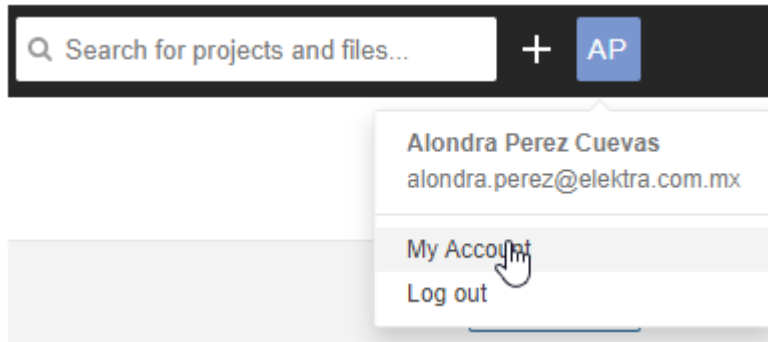 Search for projects and files...
AP
Alondra Perez Cuevas
alondra.perez@elektra.com.mx
My Account
Log out